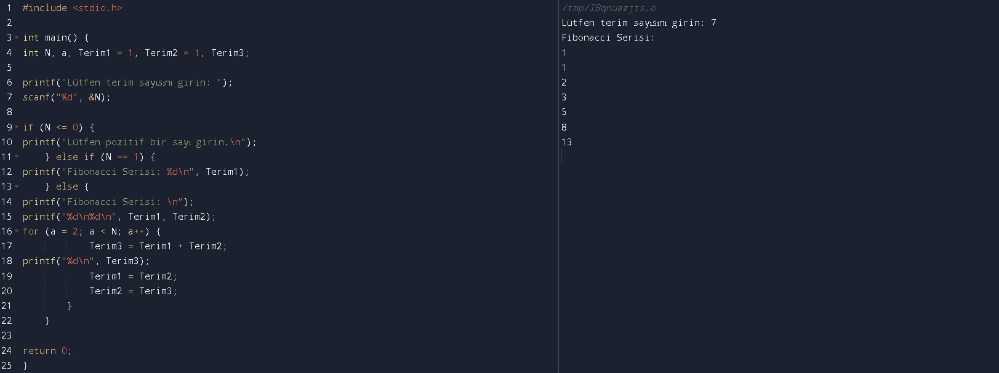 1 #include <stdio.h>
2
3 int main() {
4 int N, a, Terim1 = 1, Terim2 = 1, Terim3;
5
6 printf("Lütfen terim sayısını girin: ");
7 scanf("%d", &N);
8
9 if (N <= 0) {
10 printf("Lütfen pozitif bir sayı girin.\n");
11     } else if (N == 1) {
12 printf("Fibonacci Serisi: %d\n", Terim1);
13     } else {
14 printf("Fibonacci Serisi: \n");
15 printf("%d\n%d\n", Terim1, Terim2);
16 for (a = 2; a < N; a++) {
17             Terim3 = Terim1 + Terim2;
18 printf("%d\n", Terim3);
19             Terim1 = Terim2;
20             Terim2 = Terim3;
21         }
22     }
23
24 return 0;
25 }
/tmp/IBqnuazjts.o
Lütfen terim sayısını girin: 7
Fibonacci Serisi:
1
1
2
3
5
8
13